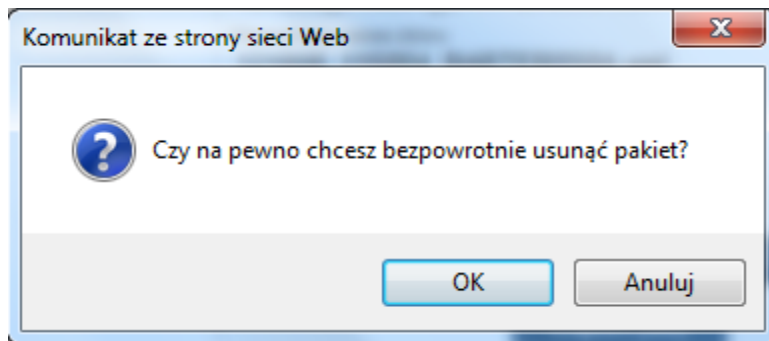 Komunikat ze strony sieci Web
Czy na pewno chcesz bezpowrotnie usunąć pakiet?
OK
Anuluj